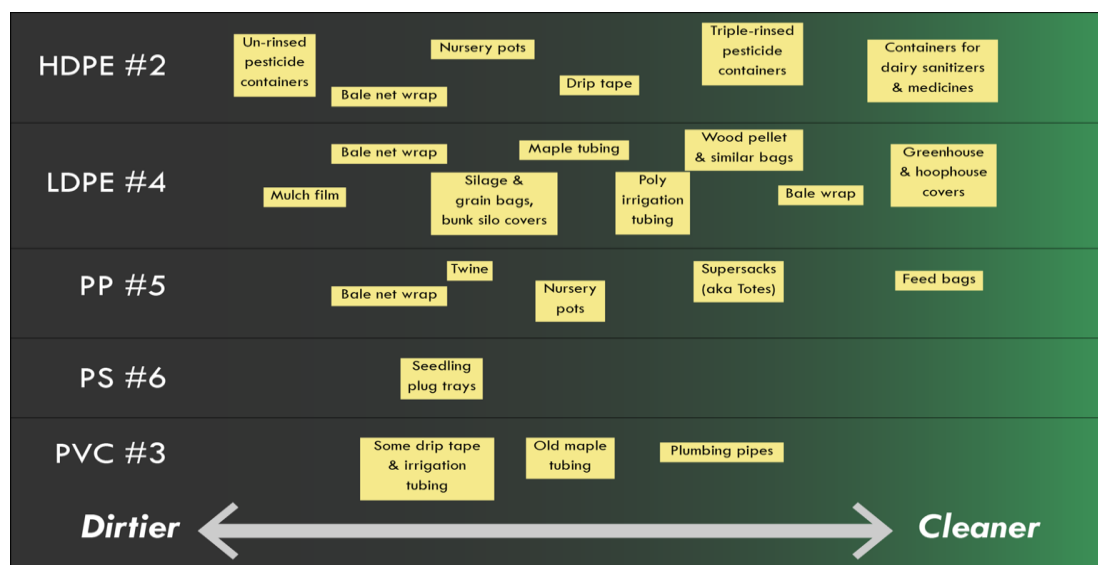 HDPE #2
Un-rinsed
pesticide
containers
Bale net wrap
Nursery pots
Drip tape
Triple-rinsed
pesticide
containers
Containers for
dairy sanitizers
& medicines
LDPE #4
Mulch film
Bale net wrap
Silage &
grain bags,
bunk silo covers
Maple tubing
Poly
irrigation
tubing
Wood pellet
& similar bags
Bale wrap
Greenhouse
& hoophouse
covers
PP #5
Bale net wrap
Twine
Nursery
pots
Supersacks
(aka Totes)
Feed bags
PS #6
Seedling
plug trays
PVC #3
Some drip tape
& irrigation
tubing
Old maple
tubing
Plumbing pipes
Dirtier
Cleaner